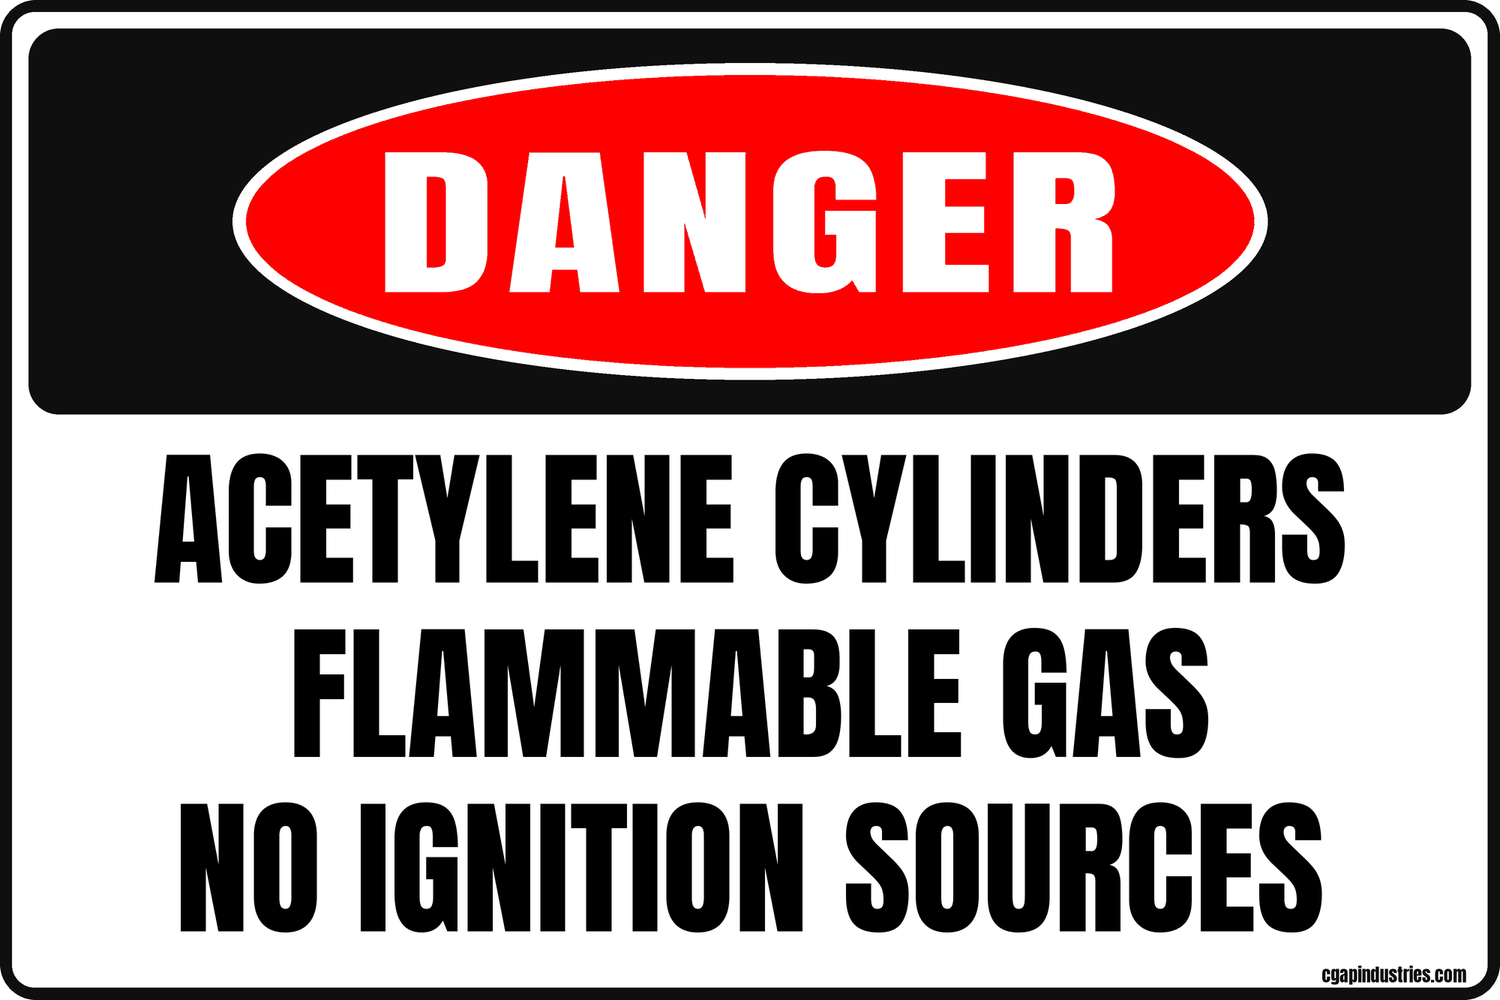 DANGER
ACETYLENE CYLINDERS
FLAMMABLE GAS
NO IGNITION SOURCES
cgapindustries.com